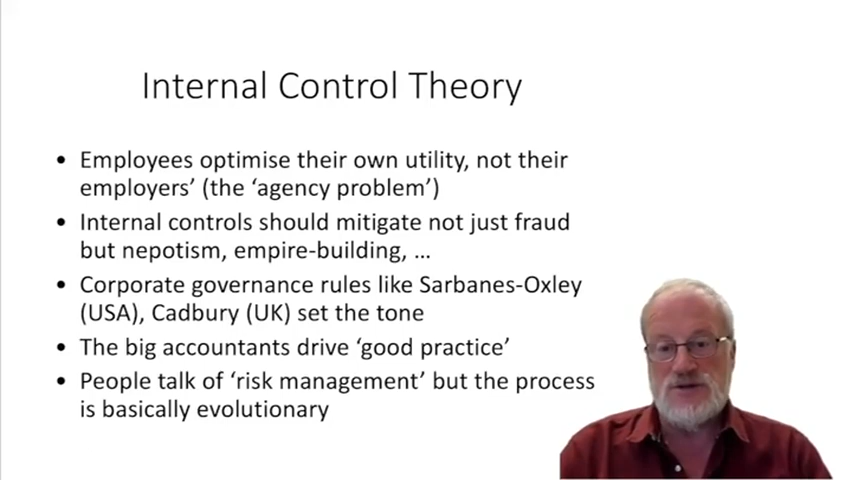 Internal Control Theory
• Employees optimise their own utility, not their
employers' (the 'agency problem')
• Internal controls should mitigate not just fraud
but nepotism, empire-building, ...
• Corporate governance rules like Sarbanes-Oxley
(USA), Cadbury (UK) set the tone
• The big accountants drive 'good practice'
• People talk of 'risk management' but the process
is basically evolutionary